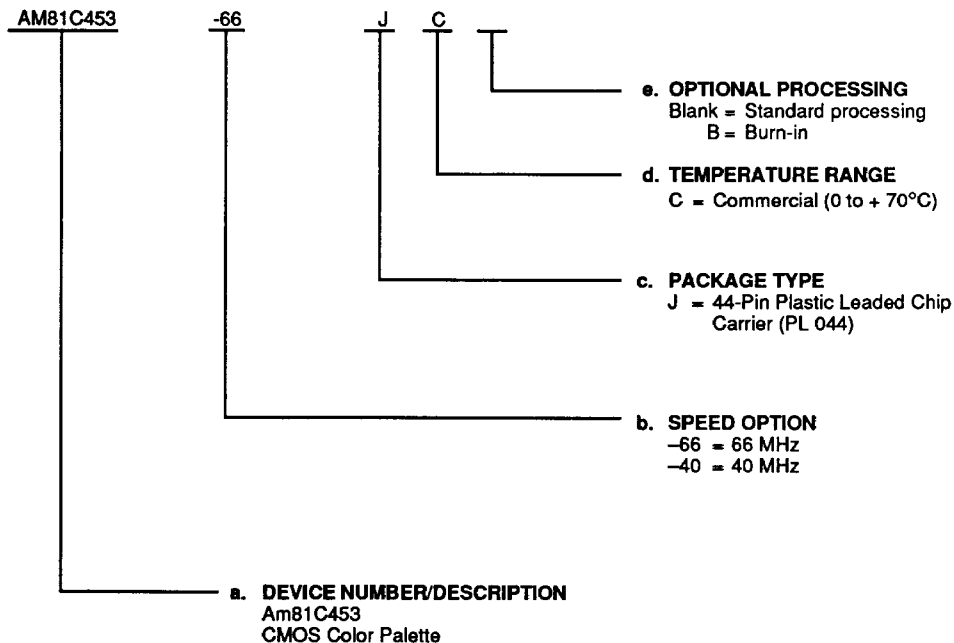 AM81C453 -66 J C
e. OPTIONAL PROCESSING
Blank = Standard processing
B = Burn-in
d. TEMPERATURE RANGE
C = Commercial (0 to + 70°C)
c. PACKAGE TYPE
J = 44-Pin Plastic Leaded Chip
Carrier (PL 044)
b. SPEED OPTION
–66 = 66 MHz
–40 = 40 MHz
a. DEVICE NUMBER/DESCRIPTION
Am81C453
CMOS Color Palette